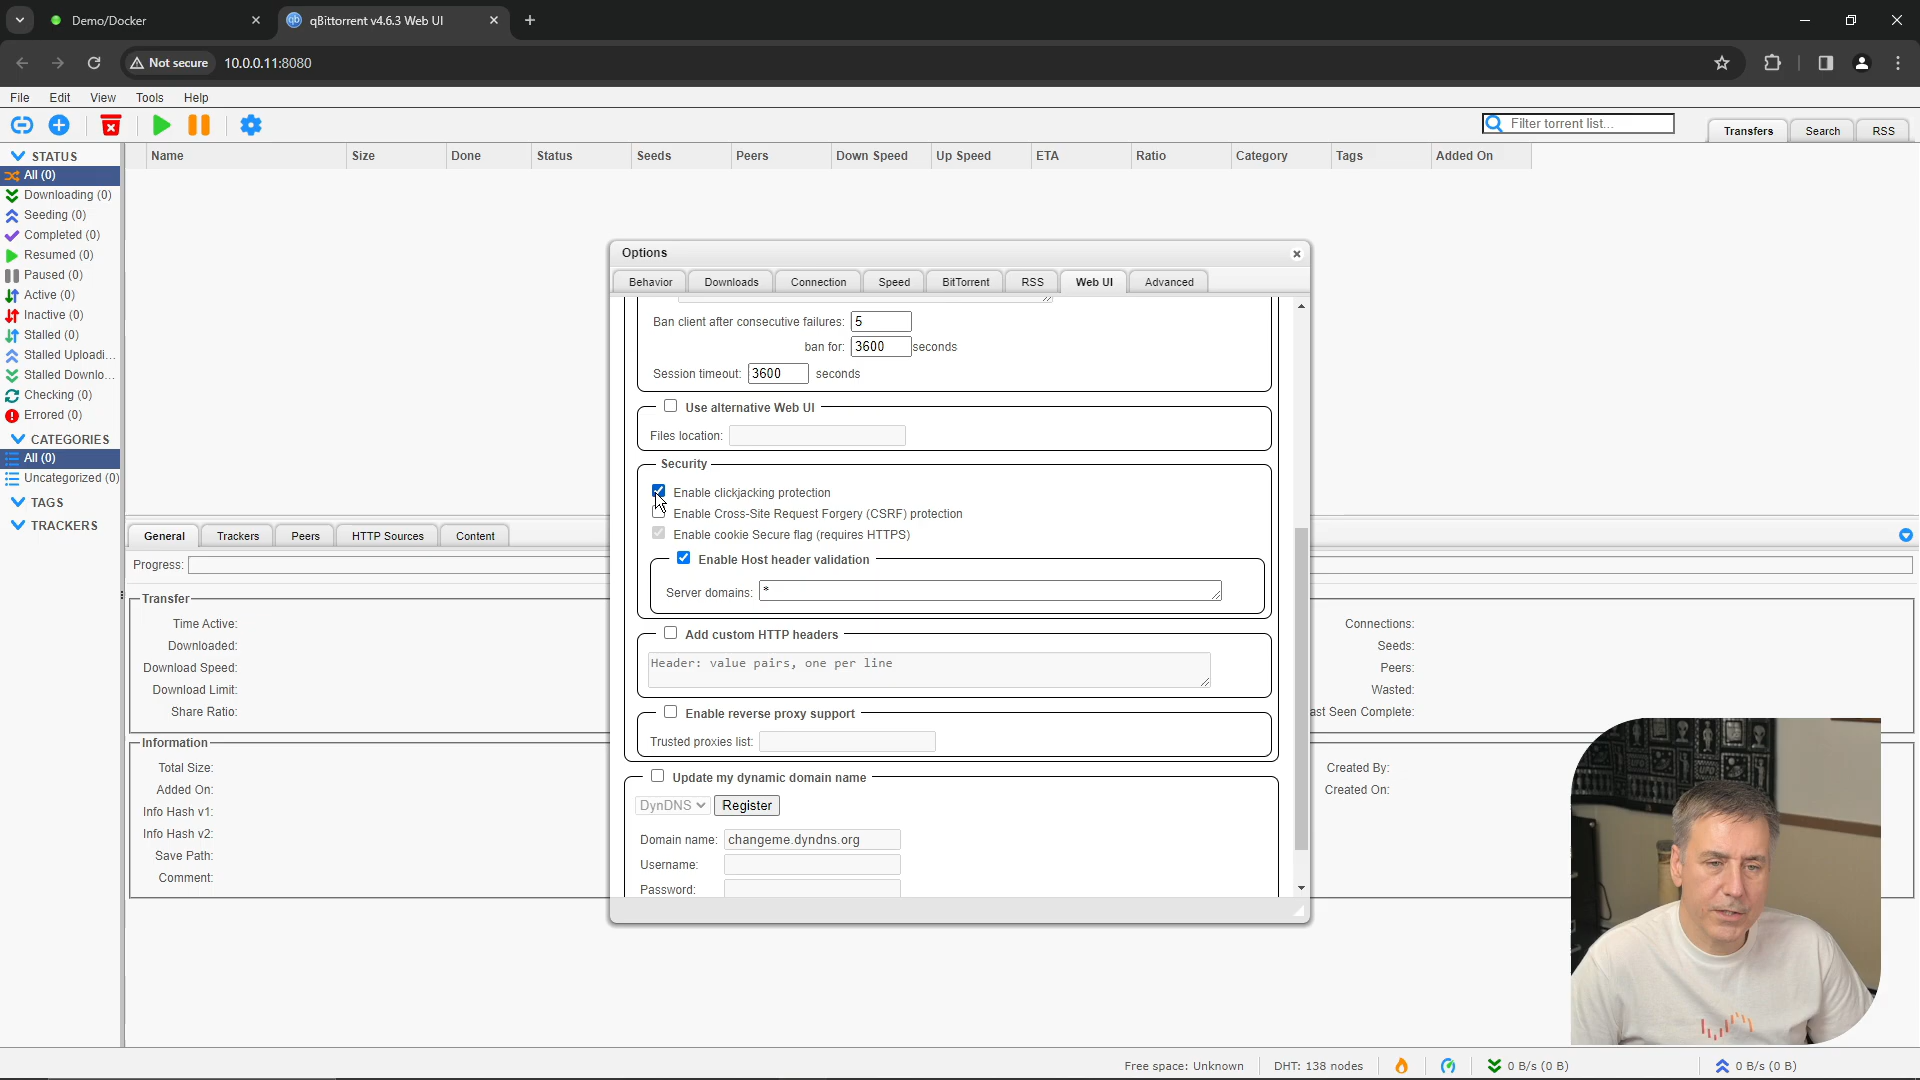 Demo/Docker
qBittorrent v4.6.3 Web UI
Not secure
10.0.0.11:8080
File Edit View Tools Help
Filter torrent list...
Transfers
Search
RSS
STATUS
All (0)
Downloading (0)
Seeding (0)
Completed (0)
Resumed (0)
Paused (0)
Active (0)
Inactive (0)
Stalled (0)
Stalled Uploadi...
Stalled Downlo...
Checking (0)
Errored (0)
CATEGORIES
All (0)
Uncategorized (0)
TAGS
TRACKERS
Name Size Done Status Seeds Peers Down Speed Up Speed ETA Ratio Category Tags Added On
Options
Behavior Downloads Connection Speed BitTorrent RSS Web UI Advanced
Ban client after consecutive failures: 5
ban for: 3600 seconds
Session timeout: 3600 seconds
Use alternative Web UI
Files location:
Security
Enable clickjacking protection
Enable Cross-Site Request Forgery (CSRF) protection
Enable cookie Secure flag (requires HTTPS)
Enable Host header validation
Server domains: *
Add custom HTTP headers
Header: value pairs, one per line
Enable reverse proxy support
Trusted proxies list:
Update my dynamic domain name
DynDNS Register
Domain name: changeme.dyndns.org
Username:
Password:
General Trackers Peers HTTP Sources Content
Progress:
Transfer
Time Active:
Downloaded:
Download Speed:
Download Limit:
Share Ratio:
Connections:
Seeds:
Peers:
Wasted:
ast Seen Complete:
Information
Total Size:
Added On:
Info Hash v1:
Info Hash v2:
Save Path:
Comment:
Created By:
Created On:
Free space: Unknown
DHT: 138 nodes
0 B/s (0 B)
0 B/s (0 B)